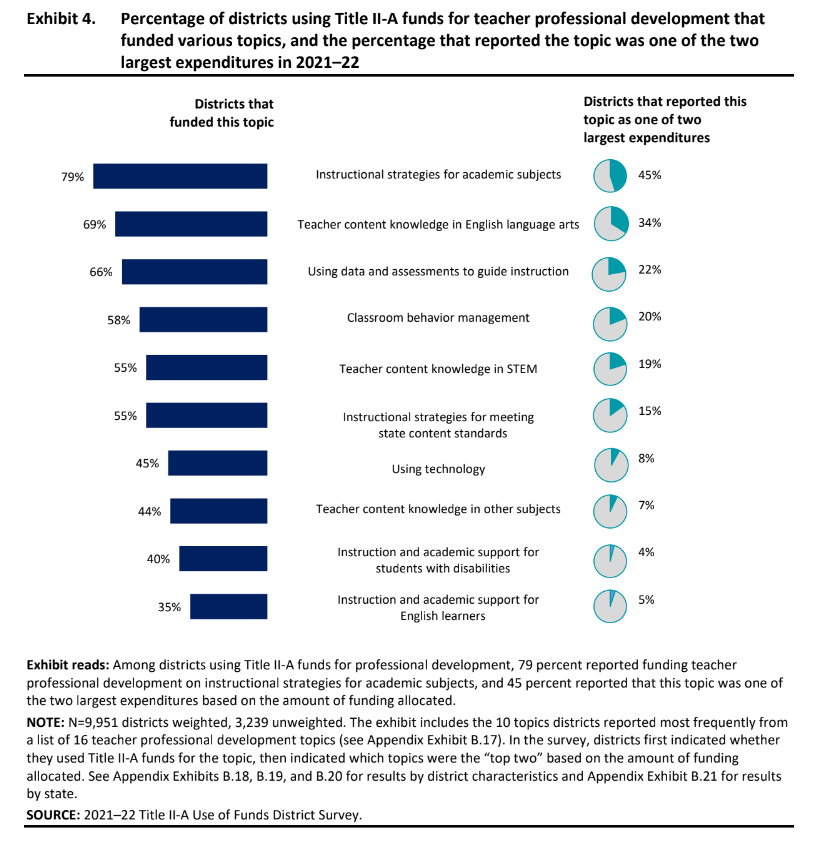 Exhibit 4. Percentage of districts using Title II-A funds for teacher professional development that
funded various topics, and the percentage that reported the topic was one of the two
largest expenditures in 2021–22
Districts that
funded this topic
Districts that reported this
topic as one of two
largest expenditures
79% Instructional strategies for academic subjects 45%
69% Teacher content knowledge in English language arts 34%
66% Using data and assessments to guide instruction 22%
58% Classroom behavior management 20%
55% Teacher content knowledge in STEM 19%
55% Instructional strategies for meeting 15%
state content standards
45% Using technology 8%
44% Teacher content knowledge in other subjects 7%
40% Instruction and academic support for 4%
students with disabilities
35% Instruction and academic support for 5%
English learners
Exhibit reads: Among districts using Title II-A funds for professional development, 79 percent reported funding teacher
professional development on instructional strategies for academic subjects, and 45 percent reported that this topic was one of
the two largest expenditures based on the amount of funding allocated.
NOTE: N=9,951 districts weighted, 3,239 unweighted. The exhibit includes the 10 topics districts reported most frequently from
a list of 16 teacher professional development topics (see Appendix Exhibit B.17). In the survey, districts first indicated whether
they used Title II-A funds for the topic, then indicated which topics were the “top two” based on the amount of funding
allocated. See Appendix Exhibits B.18, B.19, and B.20 for results by district characteristics and Appendix Exhibit B.21 for results
by state.
SOURCE: 2021–22 Title II-A Use of Funds District Survey.